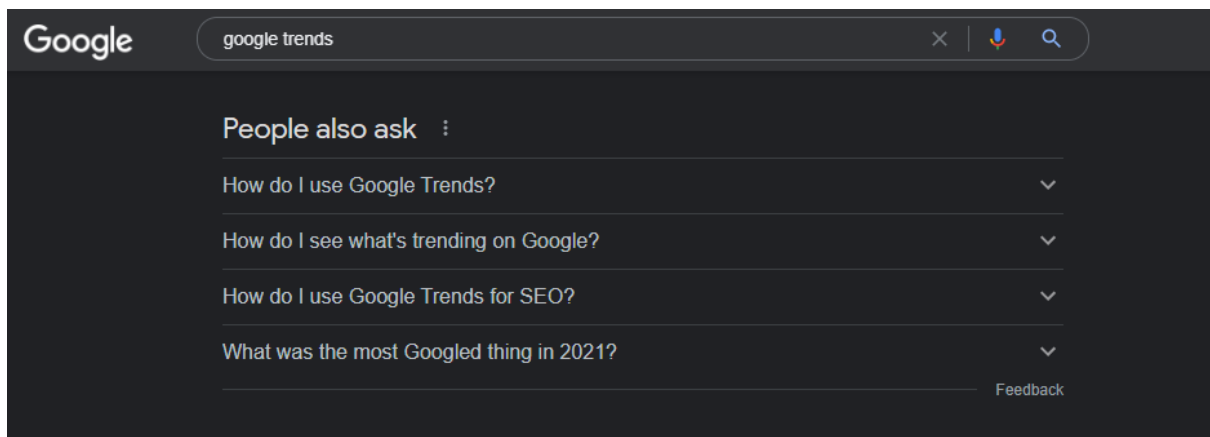 Google
google trends
People also ask
How do I use Google Trends?
How do I see what's trending on Google?
How do I use Google Trends for SEO?
What was the most Googled thing in 2021?
Feedback